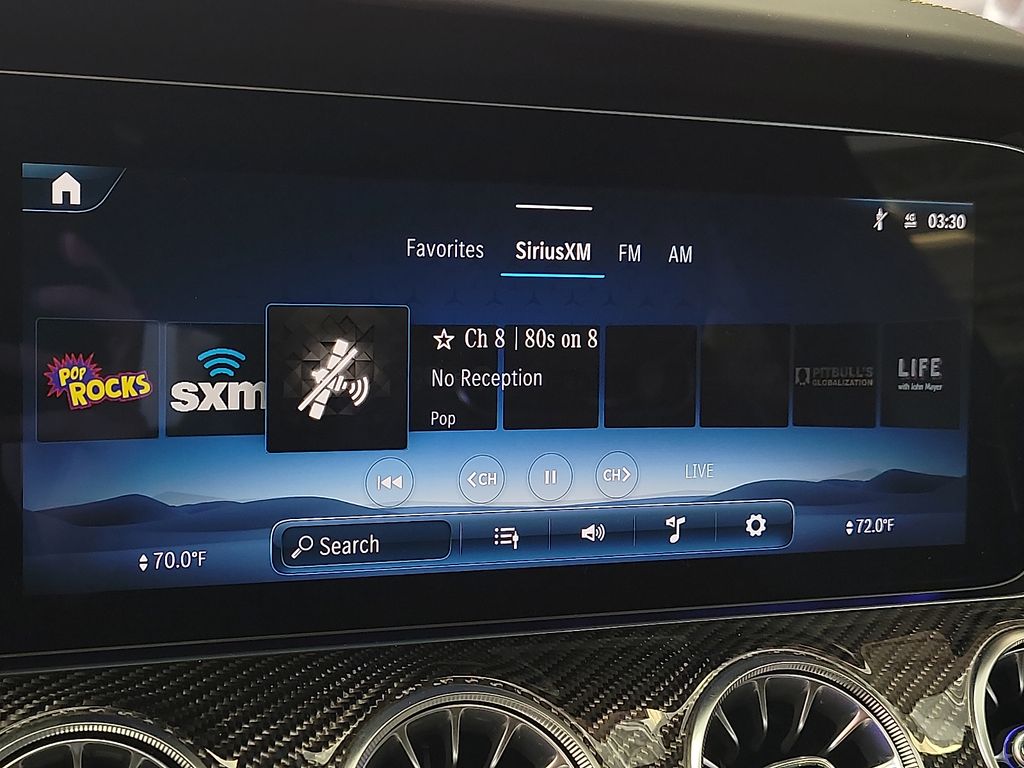 4G 03:30
Favorites SiriusXM FM AM
POP ROCKS
sxm
Ch 8 | 80s on 8
No Reception
Pop
PITBULL'S GLOBALIZATION
LIFE
with John Mayer
<CH
CH>
LIVE
Search
70.0°F
72.0°F